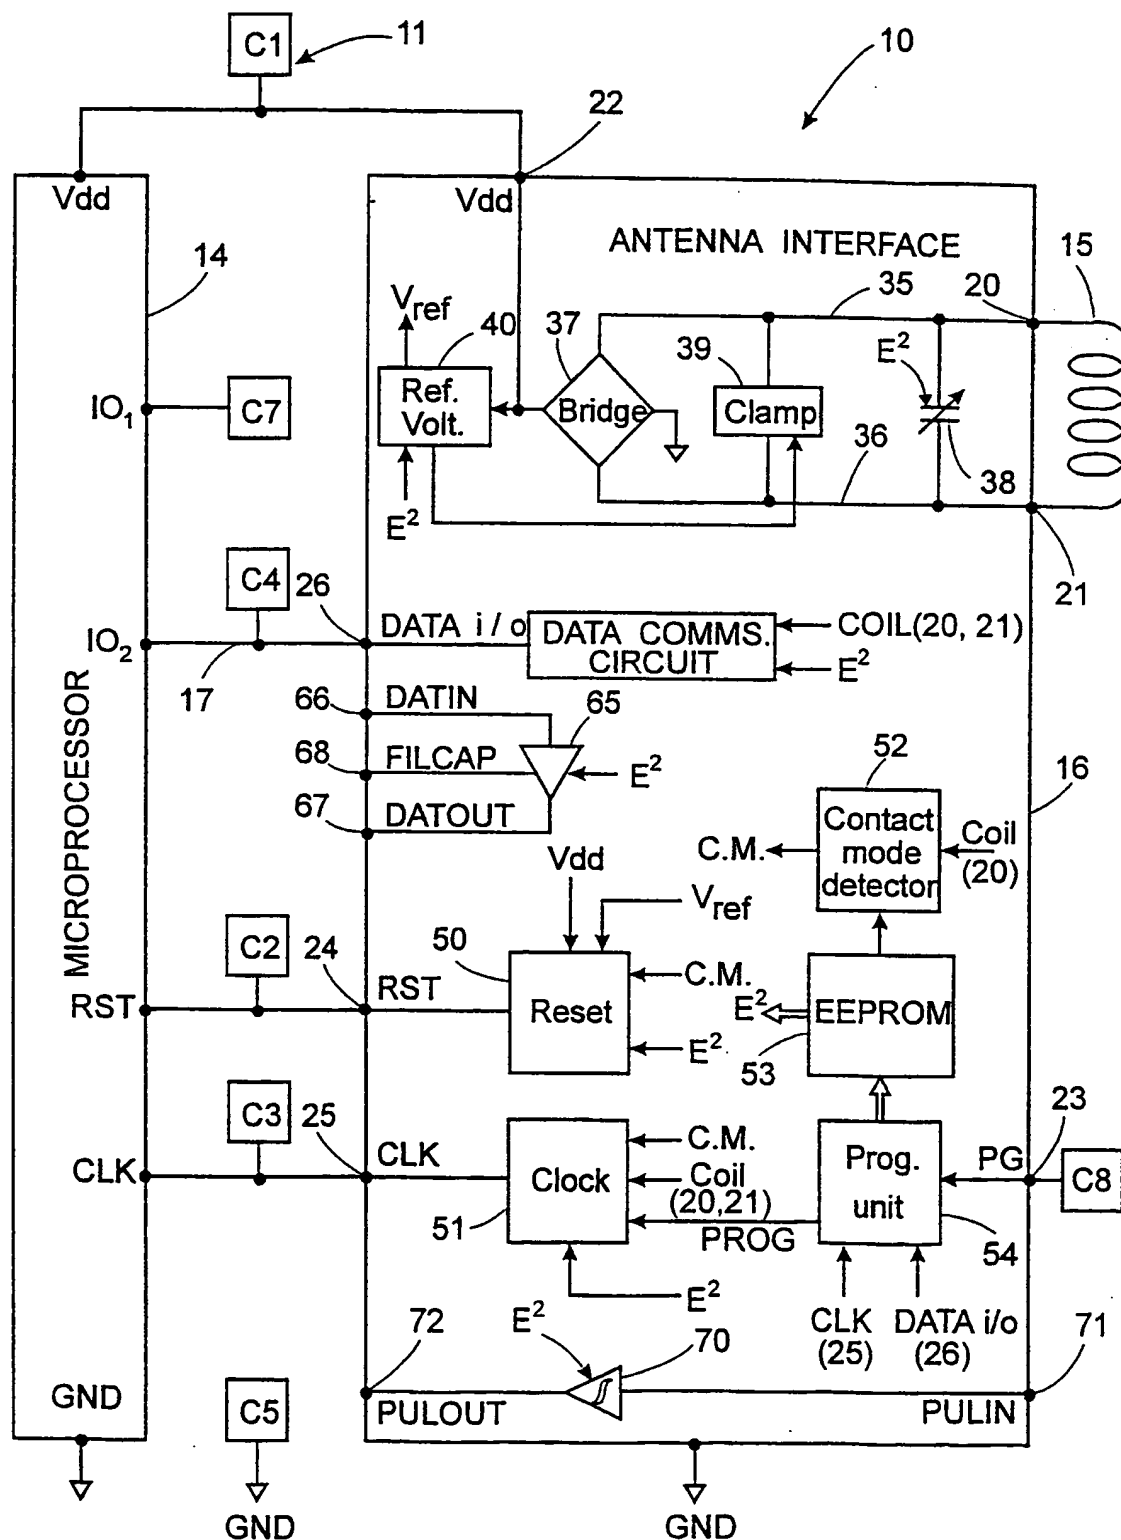 C1
11
10
22
Vdd
Vdd
14
ANTENNA INTERFACE
15
Vref
40
37
39
35
20
E²
Ref.
Volt.
Bridge
Clamp
IO₁
C7
36
38
E²
21
C4
26
IO₂
17
DATA i/o
DATA COMMS.
CIRCUIT
COIL(20, 21)
E²
MICROPROCESSOR
66
DATIN
65
68
FILCAP
E²
67
DATOUT
52
16
Contact
mode
detector
C.M.
Coil
(20)
Vdd
Vref
C2
24
50
RST
RST
Reset
C.M.
E²
E²
EEPROM
53
C3
25
CLK
CLK
Clock
51
C.M.
Coil
(20,21)
PROG
E²
Prog.
unit
PG
23
C8
54
CLK
(25)
DATA i/o
(26)
72
E²
70
71
PULOUT
PULIN
GND
C5
GND
GND